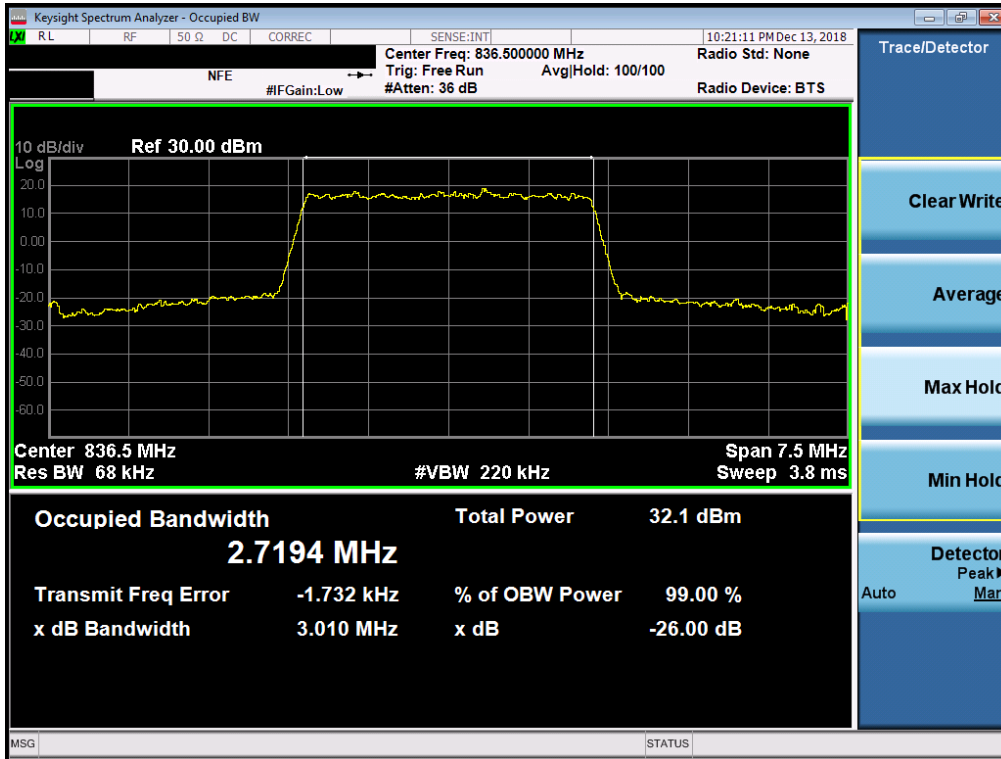 Keysight Spectrum Analyzer - Occupied BW
LXI RL RF 50 Ω DC CORREC SENSE:INT 10:21:11 PM Dec 13, 2018
Center Freq: 836.500000 MHz Radio Std: None
NFE Trig: Free Run Avg|Hold: 100/100
#IFGain:Low #Atten: 36 dB Radio Device: BTS
Trace/Detector
10 dB/div Ref 30.00 dBm
Log
20.0
10.0
0.00
-10.0
-20.0
-30.0
-40.0
-50.0
-60.0
Center 836.5 MHz Span 7.5 MHz
Res BW 68 kHz #VBW 220 kHz Sweep 3.8 ms
Occupied Bandwidth Total Power 32.1 dBm
2.7194 MHz
Transmit Freq Error -1.732 kHz % of OBW Power 99.00 %
x dB Bandwidth 3.010 MHz x dB -26.00 dB
Clear Write
Average
Max Hold
Min Hold
Detector
Peak
Auto Man
MSG STATUS